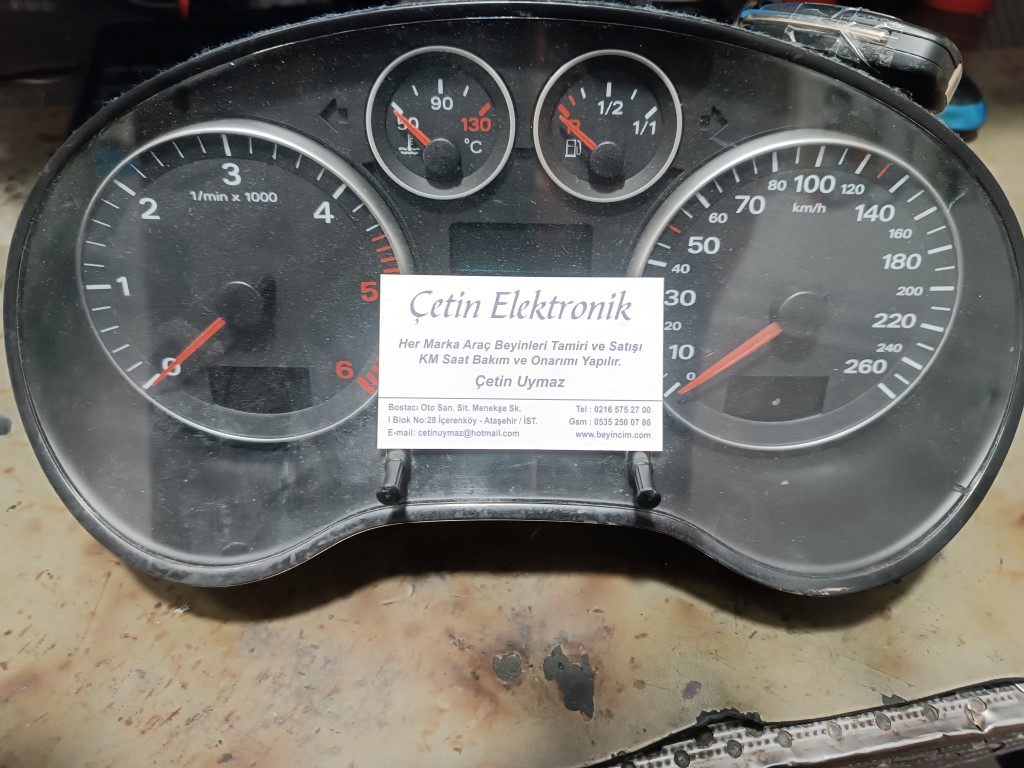 90
50
130
°C
1/2
R
1/1
3
1/min x 1000
2
4
1
5
0
6
80
100
120
60
70
km/h
140
50
160
40
180
30
200
20
220
10
240
0
260
Çetin Elektronik
Her Marka Araç Beyinleri Tamiri ve Satışı
KM Saat Bakım ve Onarımı Yapılır.
Çetin Uymaz
Bostacı Oto San. Sit. Menekşe Sk.
I Blok No:28 İçerenköy - Ataşehir / İST.
E-mail: cetinuymaz@hotmail.com
Tel : 0216 575 27 00
Gsm : 0535 250 07 86
www.beyincim.com